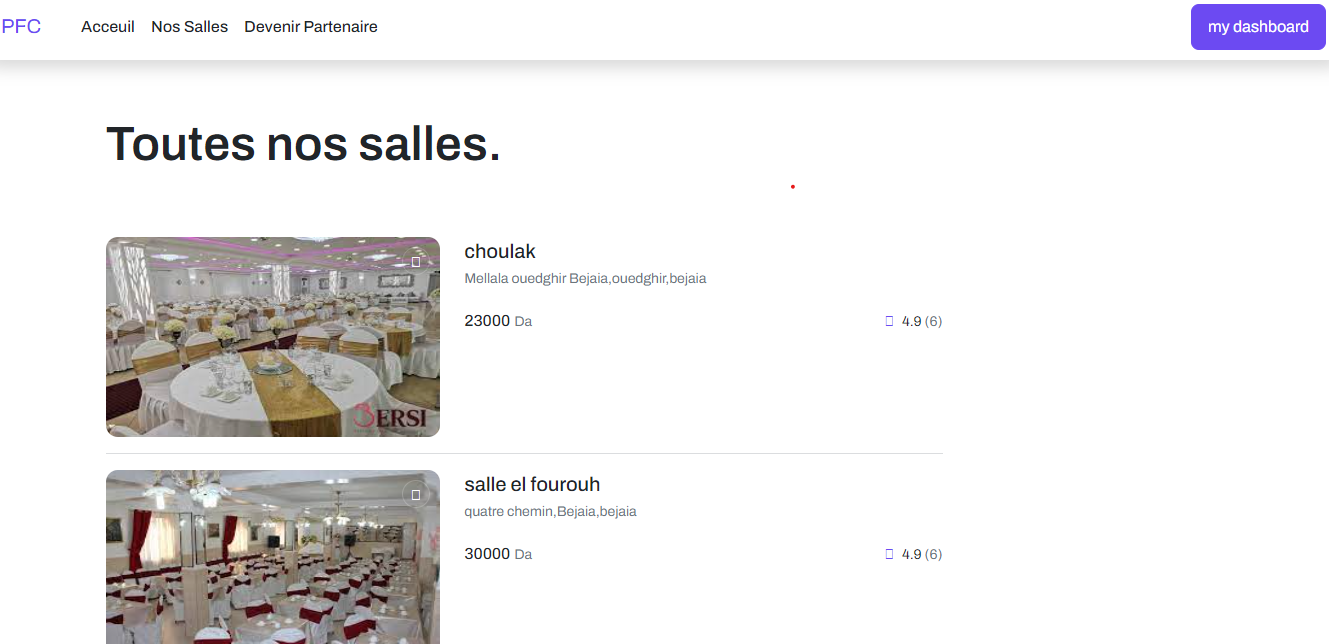 PFC Acceuil Nos Salles Devenir Partenaire my dashboard
Toutes nos salles.
choulak
Mellala ouedghir Bejaia,ouedghir,bejaia
23000 Da 4.9 (6)
BERSI
salle el fourouh
quatre chemin,Bejaia,bejaia
30000 Da 4.9 (6)